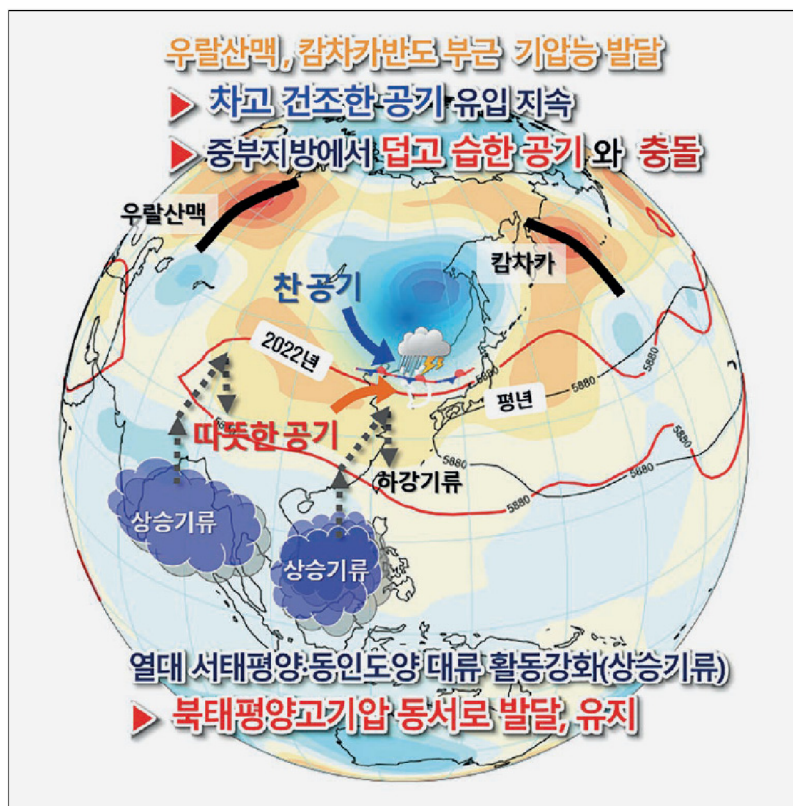 우랄산맥, 캄차카반도 부근 기압능 발달
▶ 차고 건조한 공기 유입 지속
▶ 중부지방에서 덥고 습한 공기 와 충돌
우랄산맥
캄차카
찬 공기
2022년
5880
평년
5880
따뜻한 공기
하강기류
5880
5880
상승기류
상승기류
열대 서태평양·동인도양 대류 활동강화(상승기류)
▶ 북태평양고기압 동서로 발달, 유지